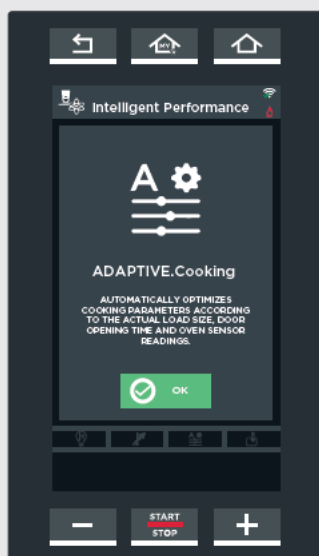 MY
Intelligent Performance
A
ADAPTIVE.Cooking
AUTOMATICALLY OPTIMIZES
COOKING PARAMETERS ACCORDING
TO THE ACTUAL LOAD SIZE, DOOR
OPENING TIME AND OVEN SENSOR
READINGS.
OK
START
STOP